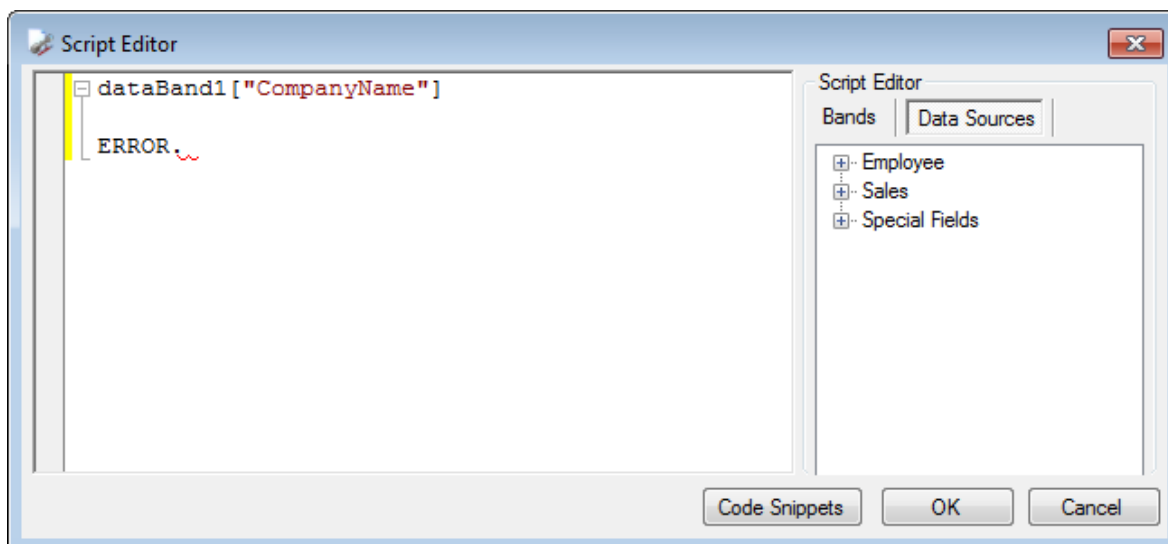 Script Editor
dataBand1["CompanyName"]
ERROR.
Script Editor
Bands Data Sources
Employee
Sales
Special Fields
Code Snippets OK Cancel